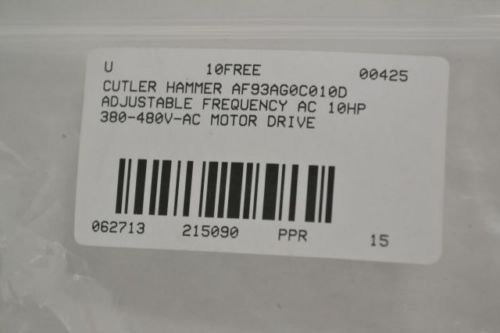 U 10FREE 00425
CUTLER HAMMER AF93AG0C010D
ADJUSTABLE FREQUENCY AC 10HP
380-480V-AC MOTOR DRIVE
062713 215090 PPR 15